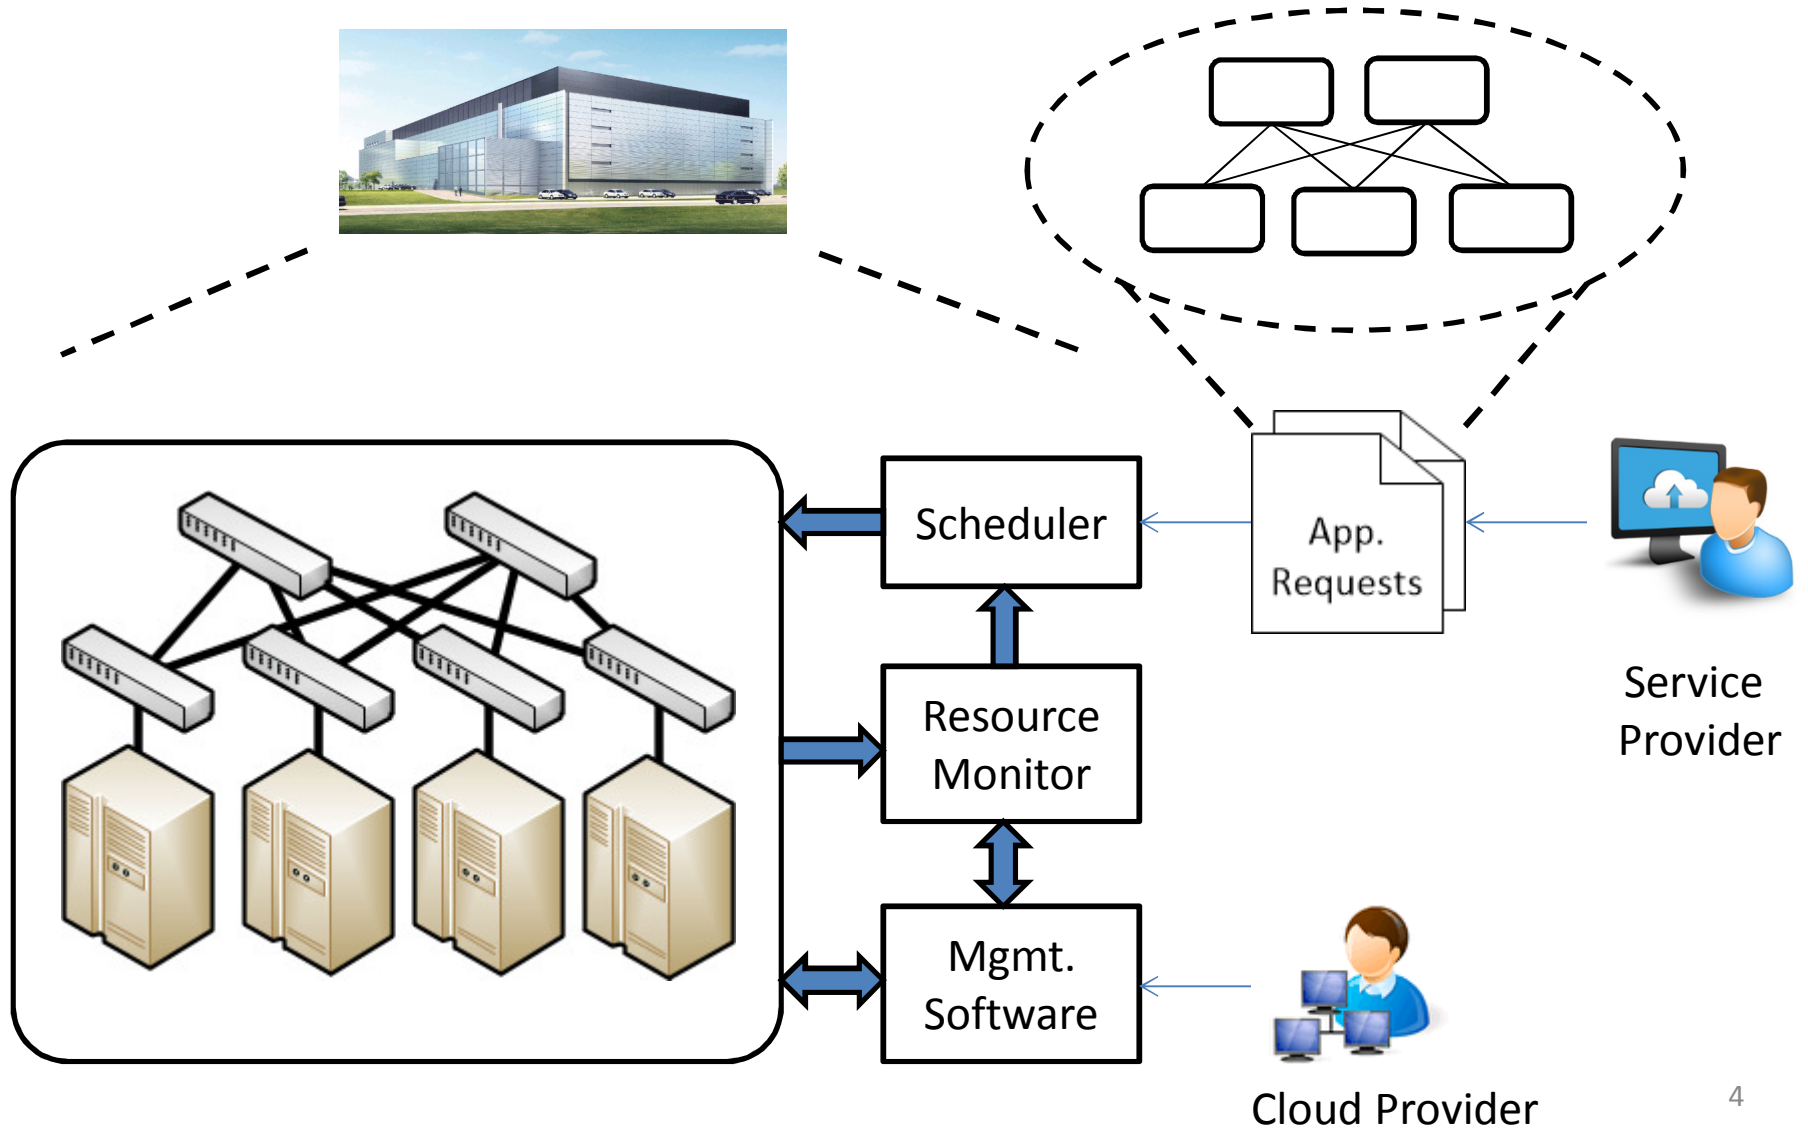 Scheduler
App.
Requests
Resource
Monitor
Service
Provider
Mgmt.
Software
Cloud Provider
4